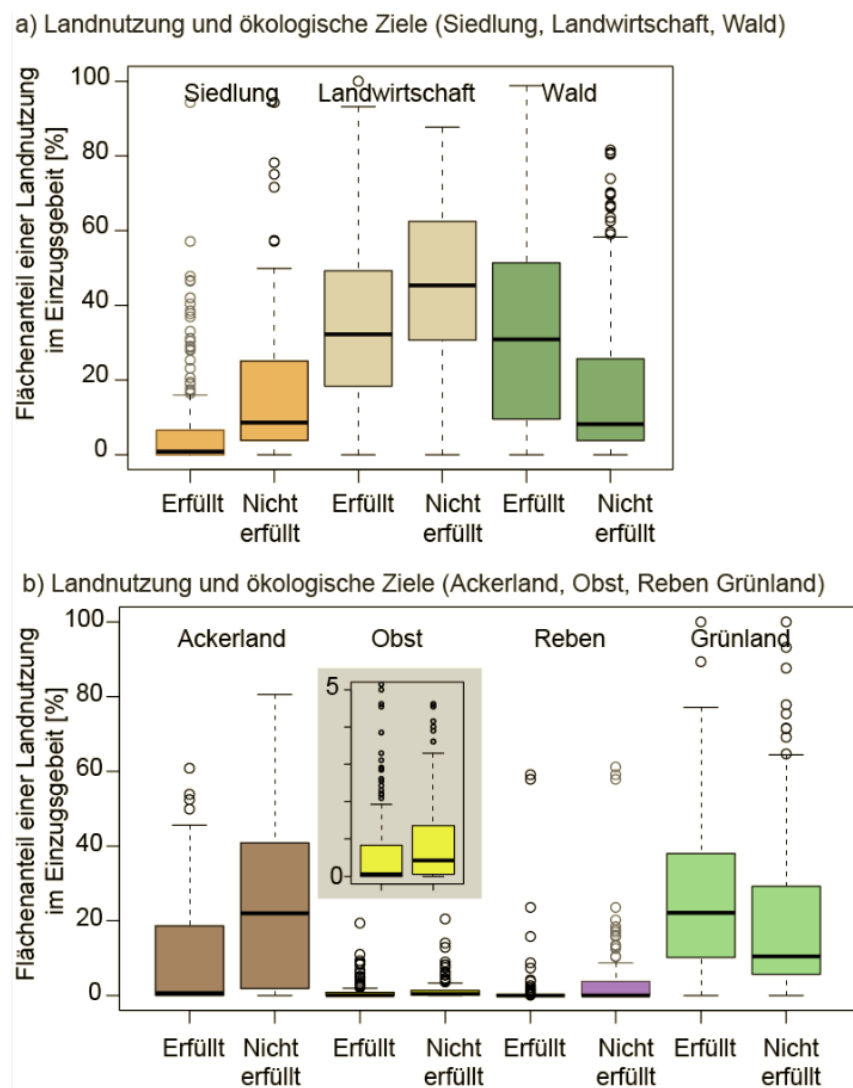 a) Landnutzung und ökologische Ziele (Siedlung, Landwirtschaft, Wald)
Flächenanteil einer Landnutzung
im Einzugsgebeit [%]
100
80
60
40
20
0
Siedlung Landwirtschaft Wald
Erfüllt Nicht erfüllt Erfüllt Nicht erfüllt Erfüllt Nicht erfüllt
b) Landnutzung und ökologische Ziele (Ackerland, Obst, Reben Grünland)
Flächenanteil einer Landnutzung
im Einzugsgebeit [%]
100
80
60
40
20
0
Ackerland Obst Reben Grünland
5
0
Erfüllt Nicht erfüllt Erfüllt Nicht erfüllt Erfüllt Nicht erfüllt Erfüllt Nicht erfüllt